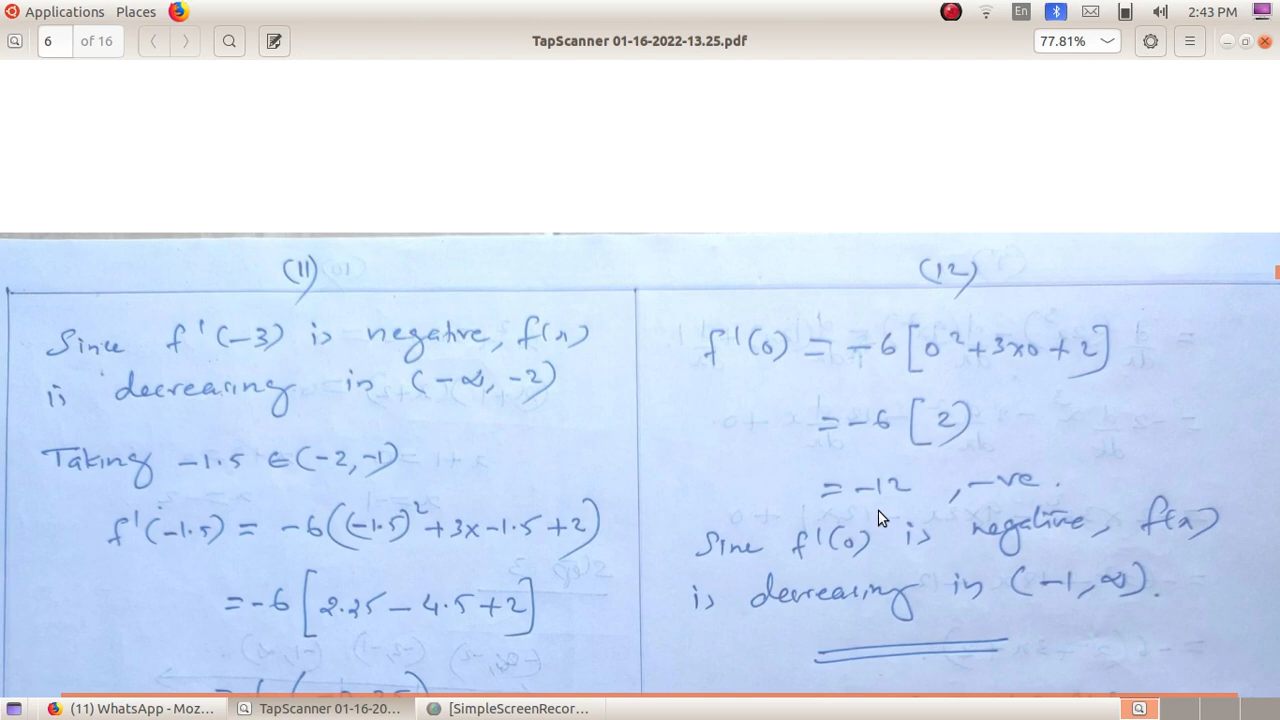 Applications Places En 2:43 PM
6 of 16 TapScanner 01-16-2022-13.25.pdf 77.81%
(11)
Since f'(-3) is negative, f(x)
is decreasing in (-∞, -2)
Taking -1.5 ∈ (-2, -1)
f'(-1.5) = -6((-1.5)²+3x-1.5+2)
= -6[2.25 - 4.5 + 2]
(12)
f'(0) = -6[0²+3x0+2]
= -6[2)
= -12 , -ve.
Sine f'(0) is negative, f(x)
is decreasing in (-1, ∞).
(11) WhatsApp - Moz... TapScanner 01-16-20... [SimpleScreenRecor...